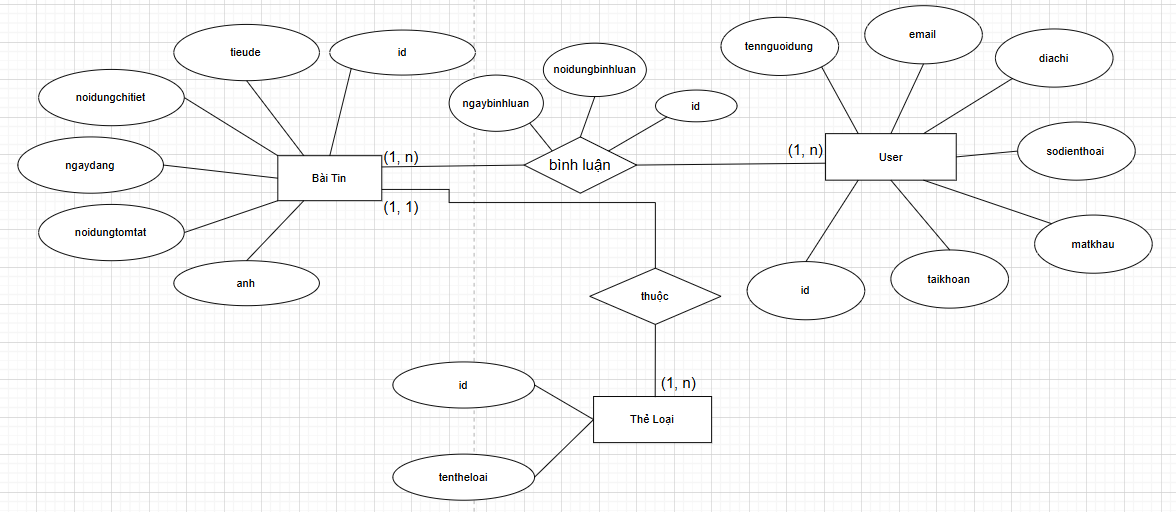 tieude
id
noidungchitiet
ngaydang
noidungtomtat
anh
Bài Tin
(1, n)
(1, 1)
ngaybinhluan
noidungbinhluan
id
bình luận
(1, n)
tennguoidung
email
diachi
sodienthoai
matkhau
taikhoan
id
User
thuộc
(1, n)
Thể Loại
id
tentheloai